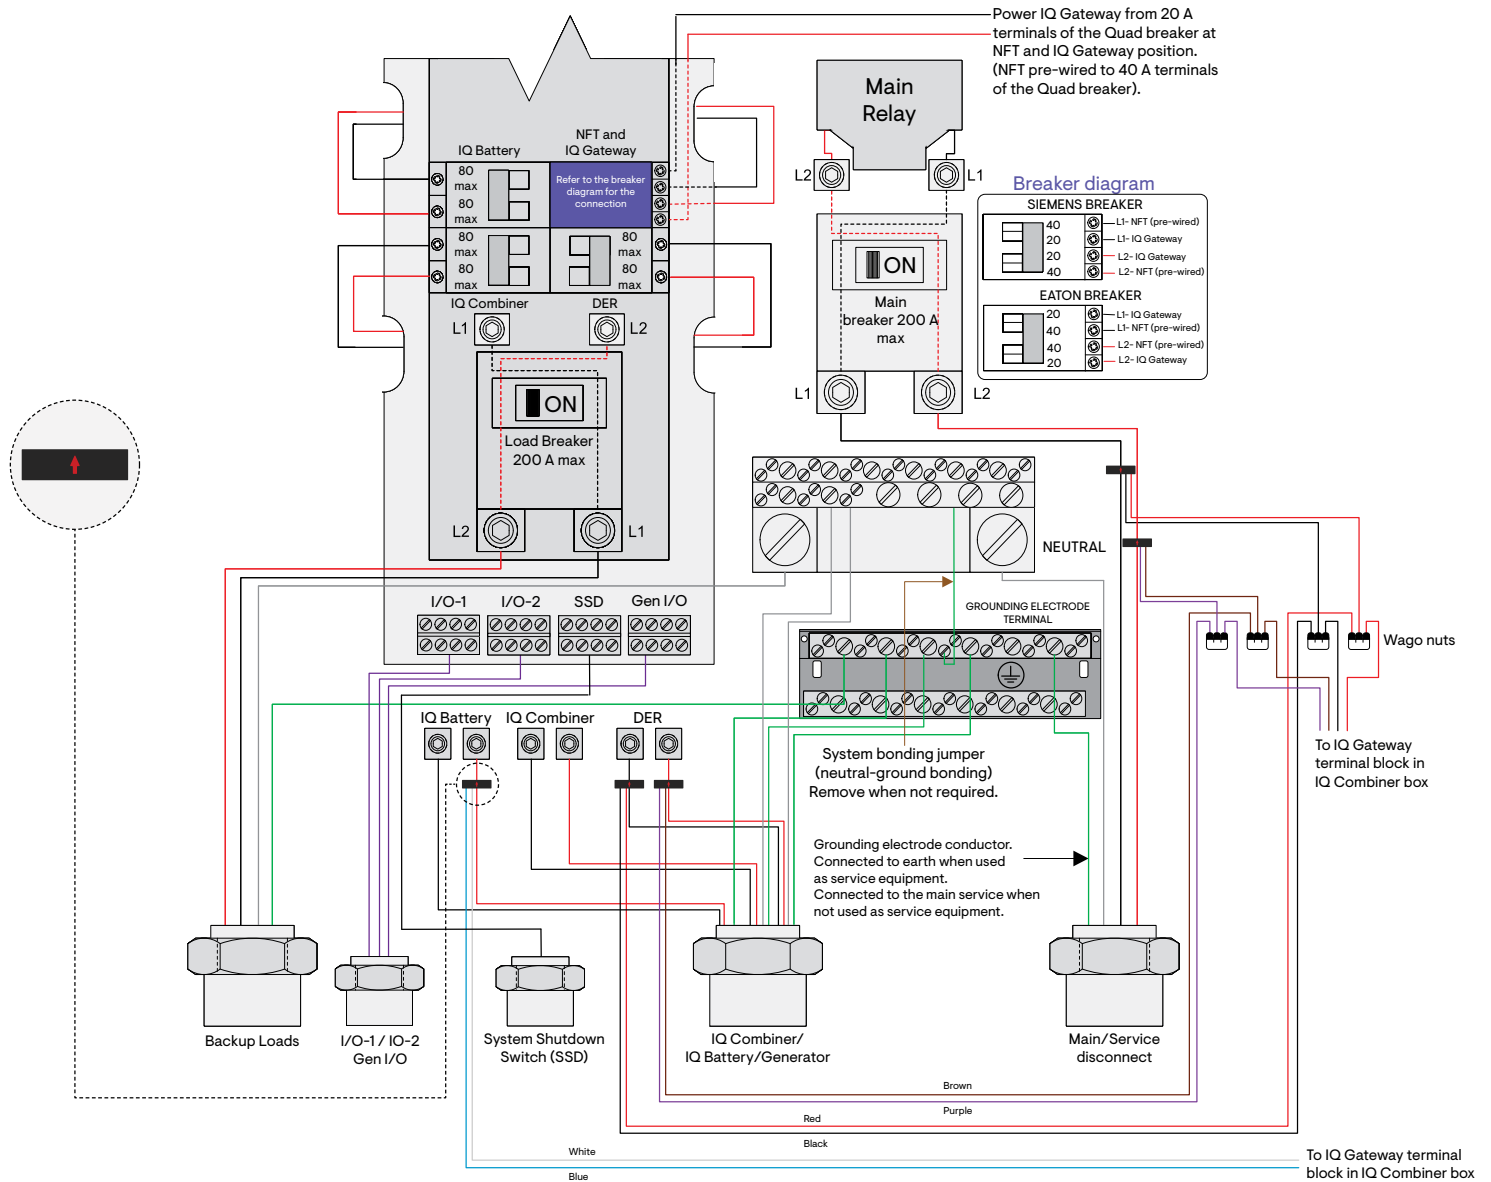 Power IQ Gateway from 20 A
terminals of the Quad breaker at
NFT and IQ Gateway position.
(NFT pre-wired to 40 A terminals
of the Quad breaker).
Main
Relay
L2
L1
NFT and
IQ Gateway
IQ Battery
80
max
80
max
Refer to the breaker
diagram for the
connection
80
max
80
max
80
max
80
max
IQ Combiner
DER
L1
L2
ON
Load Breaker
200 A max
L2
L1
ON
Main
breaker 200 A
max
L1
L2
Breaker diagram
SIEMENS BREAKER
40
20
20
40
L1- NFT (pre-wired)
L1- IQ Gateway
L2- IQ Gateway
L2- NFT (pre-wired)
EATON BREAKER
20
40
40
20
L1- IQ Gateway
L1- NFT (pre-wired)
L2- NFT (pre-wired)
L2- IQ Gateway
NEUTRAL
I/O-1
I/O-2
SSD
Gen I/O
GROUNDING ELECTRODE
TERMINAL
Wago nuts
IQ Battery
IQ Combiner
DER
System bonding jumper
(neutral-ground bonding)
Remove when not required.
To IQ Gateway
terminal block in
IQ Combiner box
Grounding electrode conductor.
Connected to earth when used
as service equipment.
Connected to the main service when
not used as service equipment.
Backup Loads
I/O-1 / IO-2
Gen I/O
System Shutdown
Switch (SSD)
IQ Combiner/
IQ Battery/Generator
Main/Service
disconnect
Brown
Purple
Red
Black
White
Blue
To IQ Gateway terminal
block in IQ Combiner box